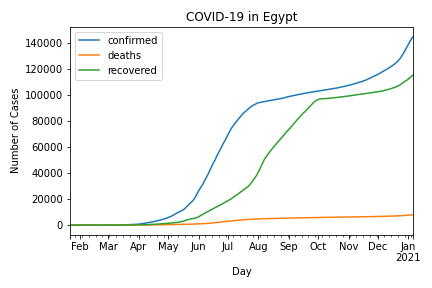 COVID-19 in Egypt
confirmed
deaths
recovered
Number of Cases
140000
120000
100000
80000
60000
40000
20000
0
Feb Mar Apr May Jun Jul Aug Sep Oct Nov Dec Jan
2021
Day